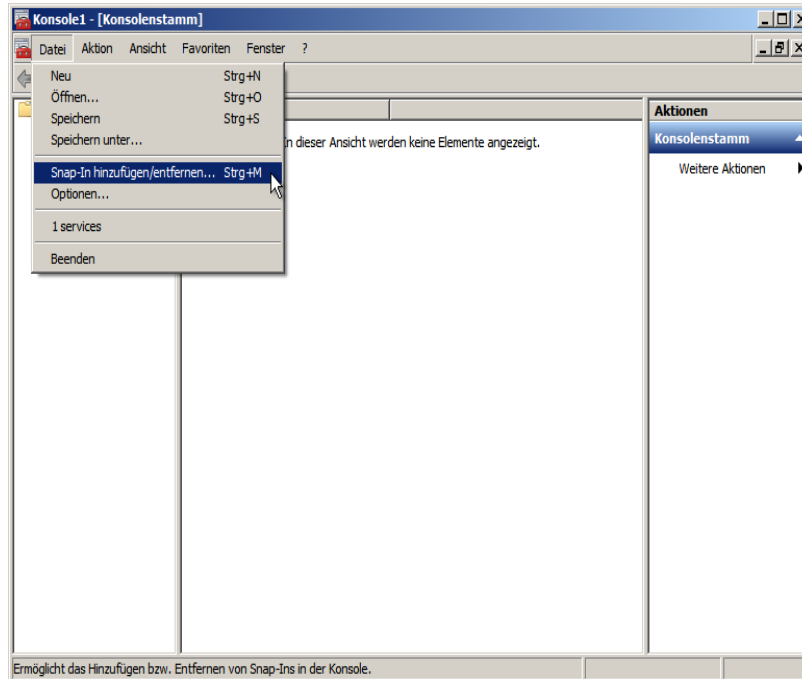 Konsole1 - [Konsolenstamm]
Datei Aktion Ansicht Favoriten Fenster ?
Neu Strg+N
Öffnen... Strg+O
Speichern Strg+S
Speichern unter...
Snap-In hinzufügen/entfernen... Strg+M
Optionen...
1 services
Beenden
In dieser Ansicht werden keine Elemente angezeigt.
Aktionen
Konsolenstamm
Weitere Aktionen
Ermöglicht das Hinzufügen bzw. Entfernen von Snap-Ins in der Konsole.